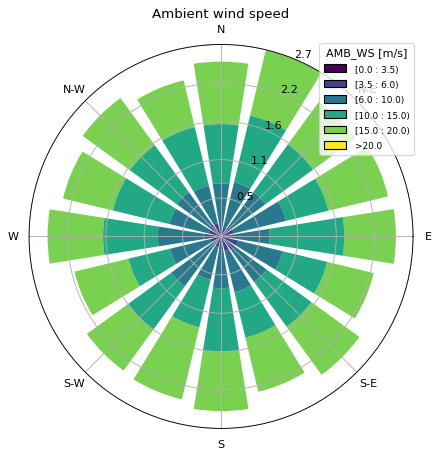 Ambient wind speed
N
2.7
AMB_WS [m/s]
[0.0 : 3.5)
[3.5 : 6.0)
[6.0 : 10.0)
[10.0 : 15.0)
[15.0 : 20.0)
>20.0
N-W
N-E
2.2
1.6
1.1
0.5
W
E
S-W
S-E
S